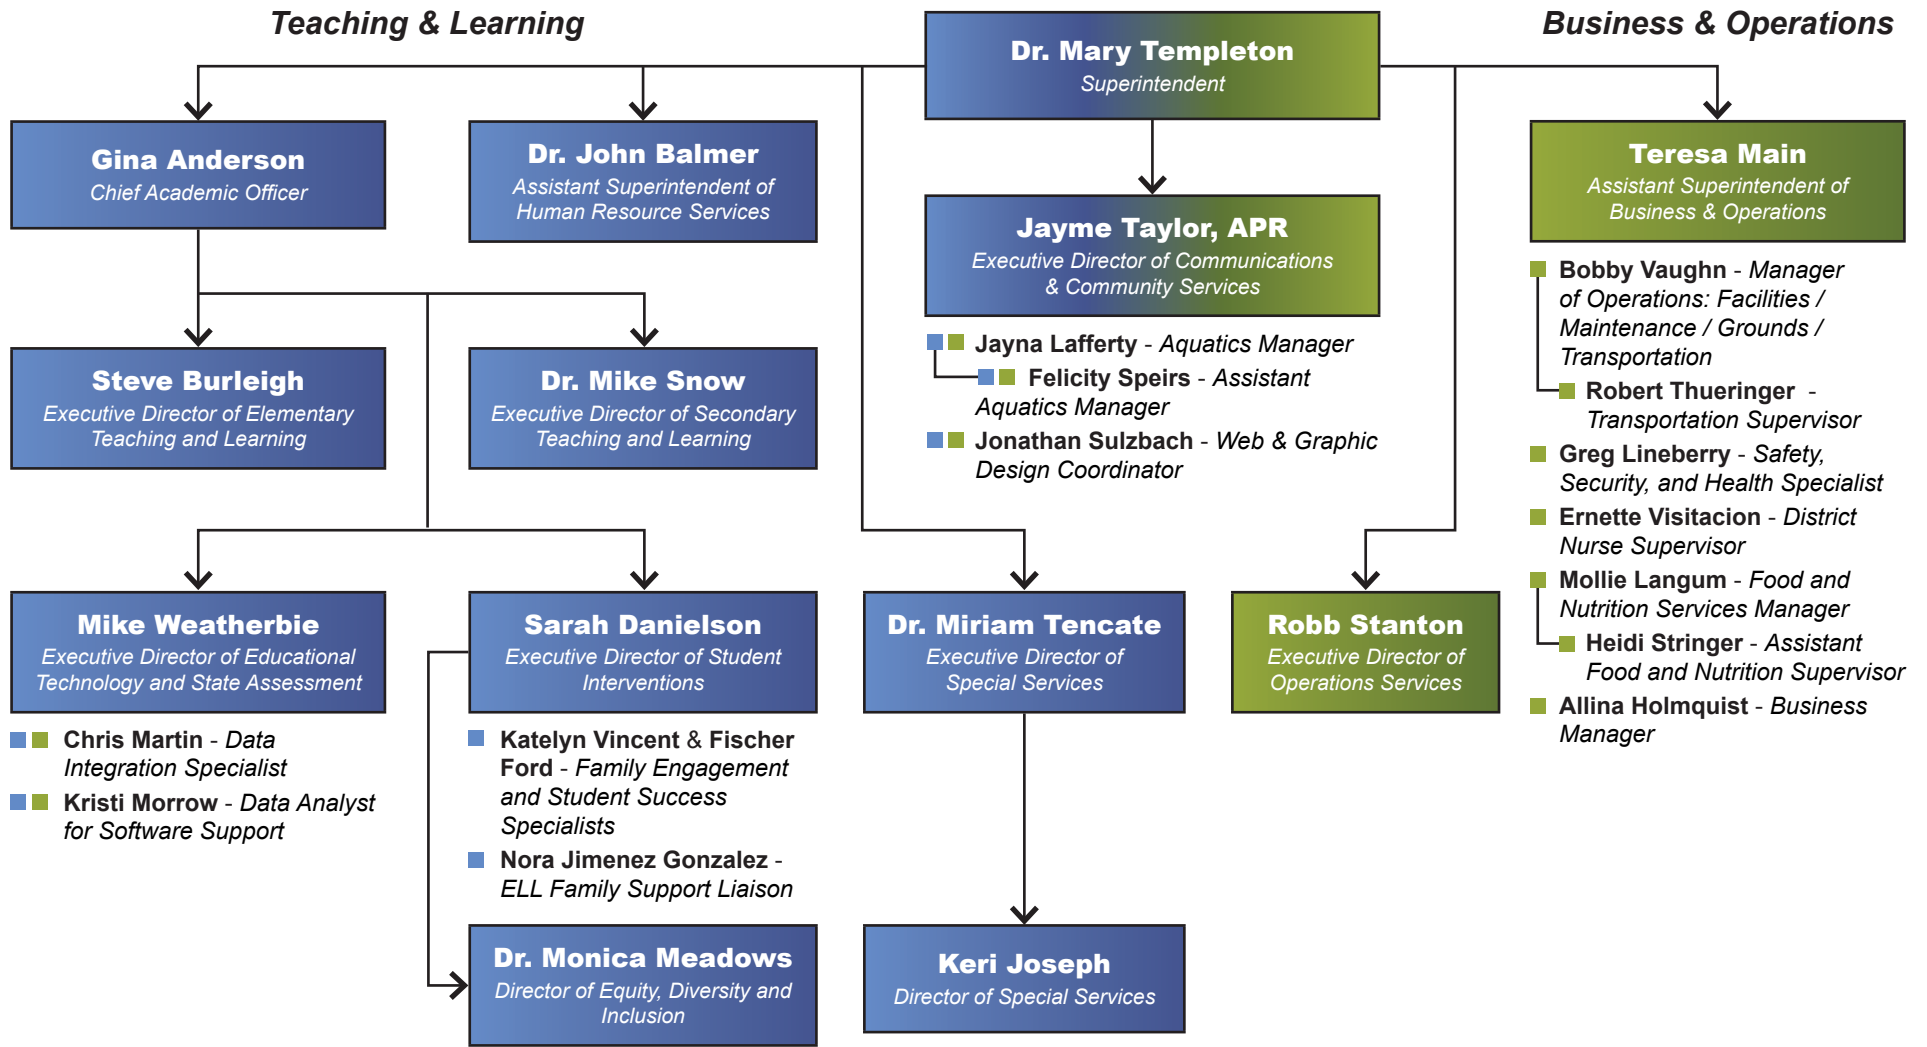 Teaching & Learning
Business & Operations
Dr. Mary Templeton
Superintendent
Gina Anderson
Chief Academic Officer
Dr. John Balmer
Assistant Superintendent of
Human Resource Services
Jayme Taylor, APR
Executive Director of Communications
& Community Services
Jayna Lafferty - Aquatics Manager
Felicity Speirs - Assistant
Aquatics Manager
Jonathan Sulzbach - Web & Graphic
Design Coordinator
Teresa Main
Assistant Superintendent of
Business & Operations
Bobby Vaughn - Manager
of Operations: Facilities /
Maintenance / Grounds /
Transportation
Robert Thueringer -
Transportation Supervisor
Greg Lineberry - Safety,
Security, and Health Specialist
Ernette Visitacion - District
Nurse Supervisor
Mollie Langum - Food and
Nutrition Services Manager
Heidi Stringer - Assistant
Food and Nutrition Supervisor
Allina Holmquist - Business
Manager
Steve Burleigh
Executive Director of Elementary
Teaching and Learning
Dr. Mike Snow
Executive Director of Secondary
Teaching and Learning
Mike Weatherbie
Executive Director of Educational
Technology and State Assessment
Chris Martin - Data
Integration Specialist
Kristi Morrow - Data Analyst
for Software Support
Sarah Danielson
Executive Director of Student
Interventions
Katelyn Vincent & Fischer
Ford - Family Engagement
and Student Success
Specialists
Nora Jimenez Gonzalez -
ELL Family Support Liaison
Dr. Monica Meadows
Director of Equity, Diversity and
Inclusion
Dr. Miriam Tencate
Executive Director of
Special Services
Keri Joseph
Director of Special Services
Robb Stanton
Executive Director of
Operations Services